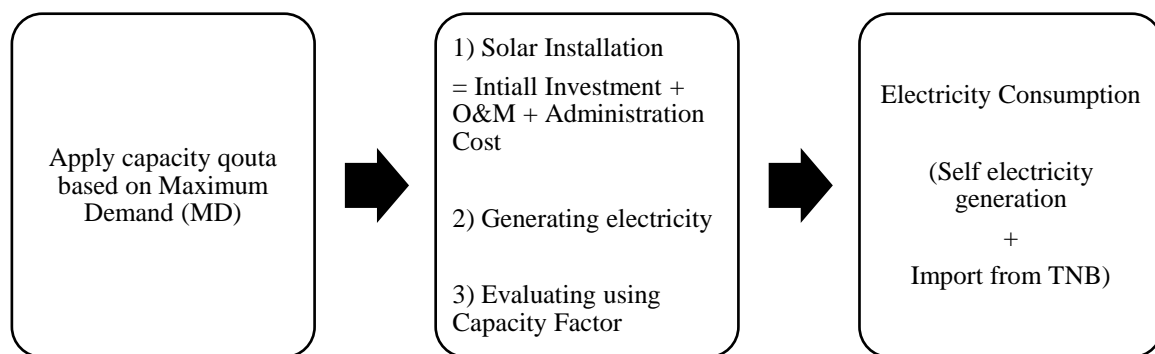 Apply capacity qouta
based on Maximum
Demand (MD)
1) Solar Installation
= Intiall Investment +
O&M + Administration
Cost
2) Generating electricity
3) Evaluating using
Capacity Factor
Electricity Consumption
(Self electricity
generation
+
Import from TNB)